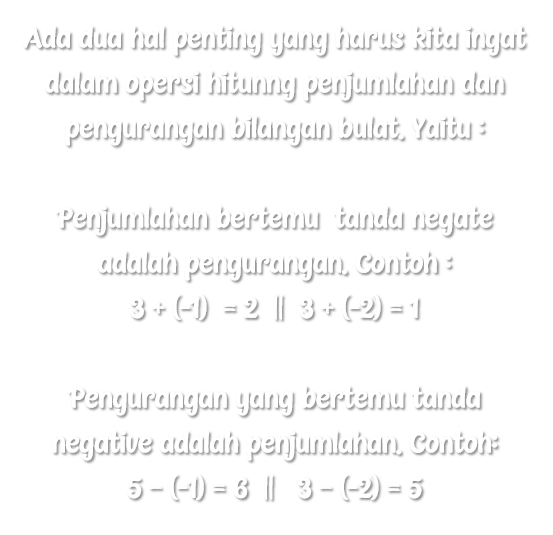 Ada dua hal penting yang harus kita ingat
dalam opersi hitunng penjumlahan dan
pengurangan bilangan bulat, Yaitu :
Penjumlahan bertemu tanda negate
adalah pengurangan, Contoh :
3 + (-1) = 2 || 3 + (-2) = 1
Pengurangan yang bertemu tanda
negative adalah penjumlahan, Contoh:
5 – (-1) = 6 || 3 – (-2) = 5